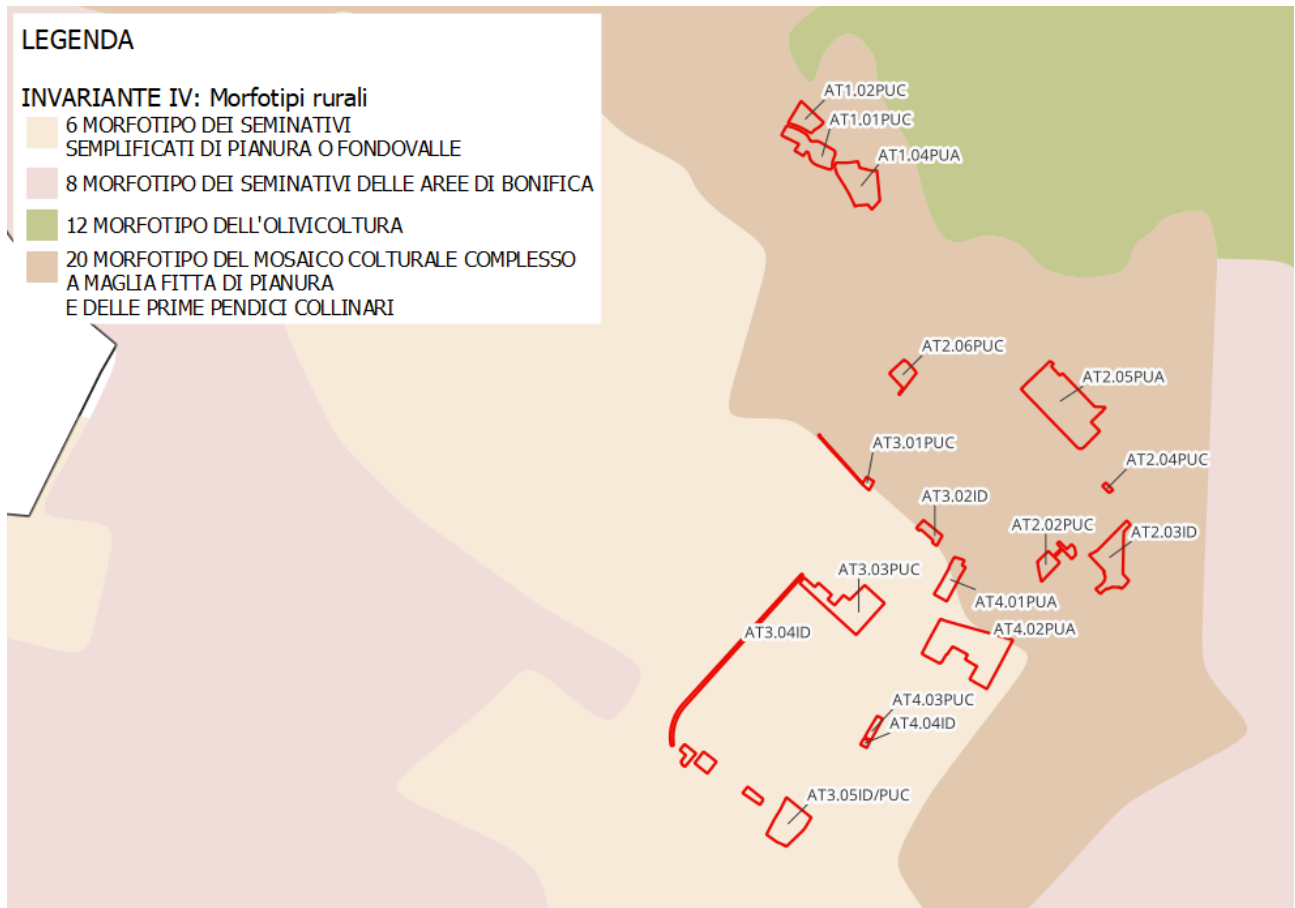 LEGENDA
INVARIANTE IV: Morfotipi rurali
6 MORFOTIPO DEI SEMINATIVI
SEMPLIFICATI DI PIANURA O FONDOVALLE
8 MORFOTIPO DEI SEMINATIVI DELLE AREE DI BONIFICA
12 MORFOTIPO DELL'OLIVICOLTURA
20 MORFOTIPO DEL MOSAICO COLTURALE COMPLESSO
A MAGLIA FITTA DI PIANURA
E DELLE PRIME PENDICI COLLINARI
AT1.02PUC
AT1.01PUC
AT1.04PUA
AT2.06PUC
AT2.05PUA
AT3.01PUC
AT2.04PUC
AT3.02ID
AT2.02PUC
AT2.03ID
AT3.03PUC
AT4.01PUA
AT3.04ID
AT4.02PUA
AT4.03PUC
AT4.04ID
AT3.05ID/PUC